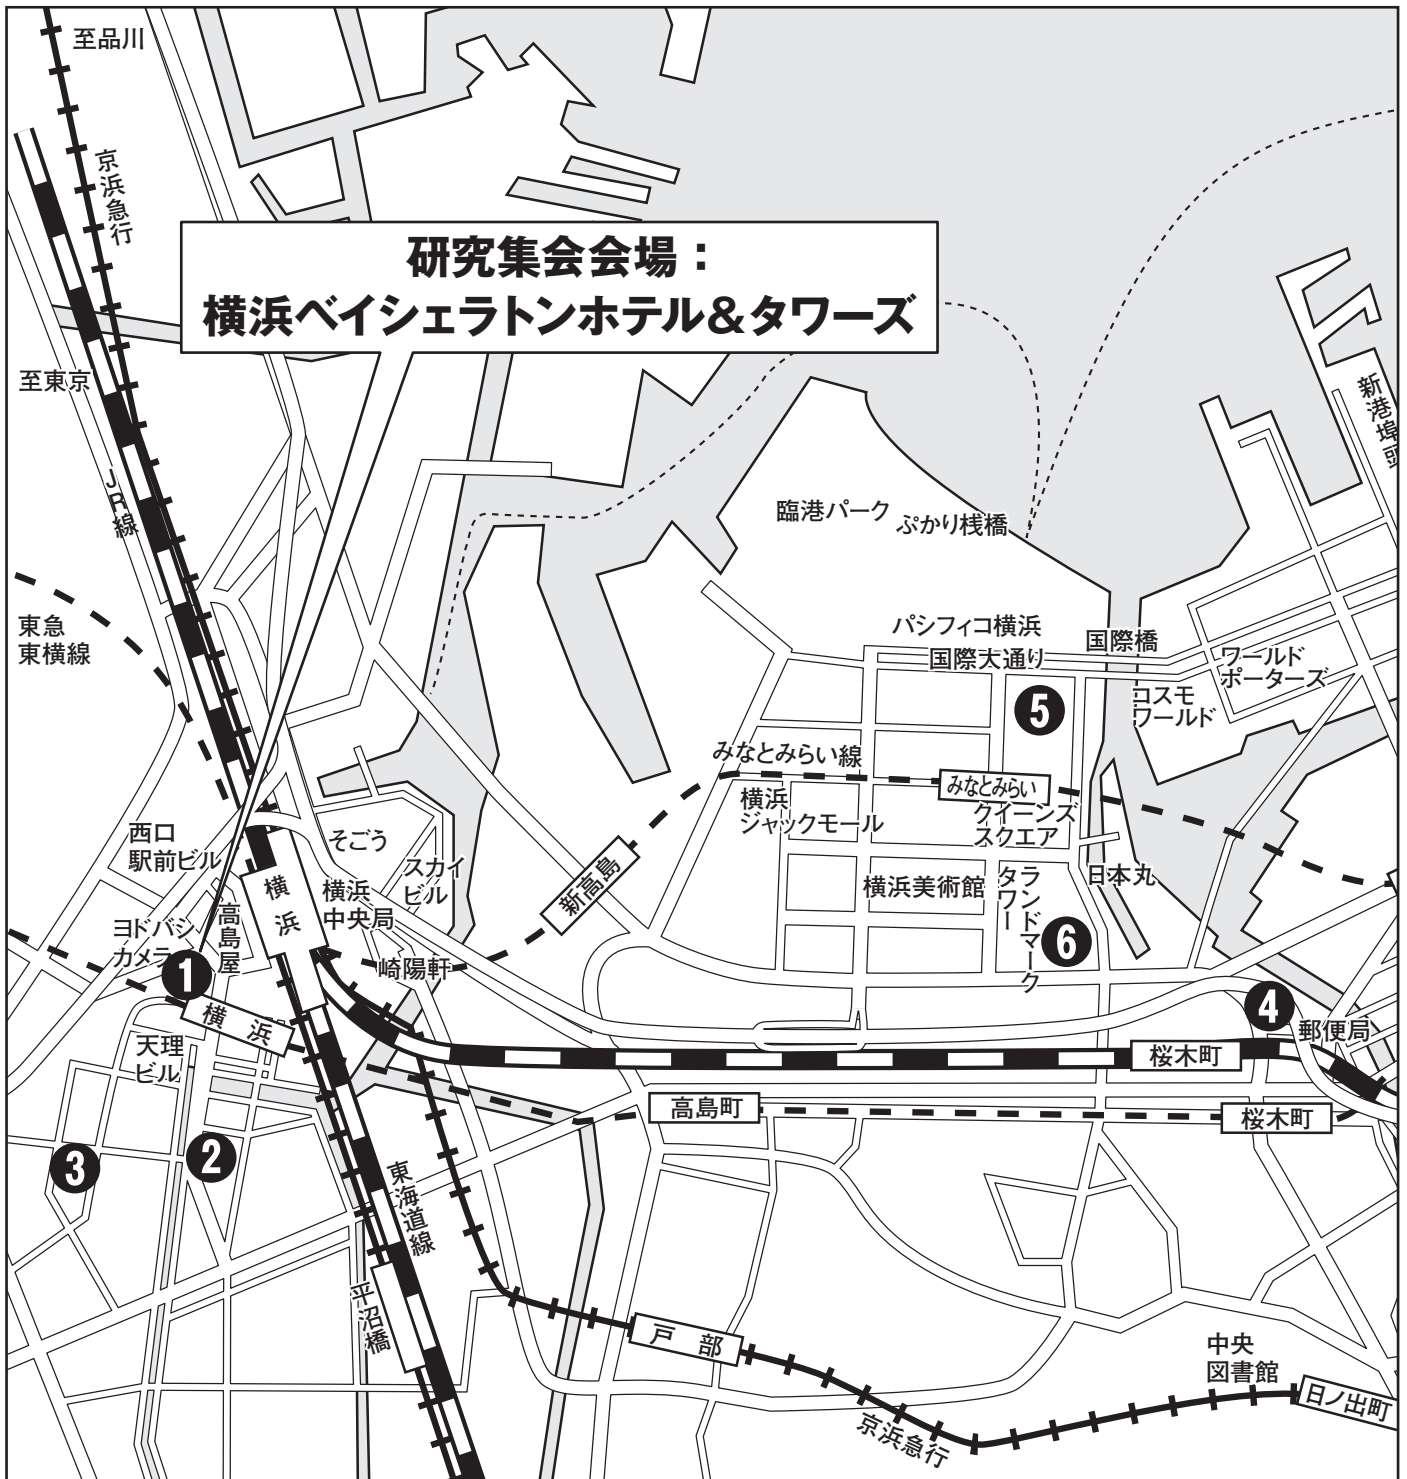 至品川
京浜急行
研究集会会場：
横浜ベイシェラトンホテル&タワーズ
至東京
新港埠頭
JR線
臨港パーク
ぷかり桟橋
東急
東横線
パシフィコ横浜
国際橋
国際大通り
ワールド
ポーターズ
コスモ
ワールド
5
みなとみらい線
みなとみらい
横浜
ジャックモール
クイーンズ
スクエア
西口
駅前ビル
そごう
スカイ
ビル
新高島
横浜美術館
ランドマーク
タワー
日本丸
横浜
横浜
中央局
ヨドバシ
カメラ
高島屋
1
崎陽軒
6
横浜
4
郵便局
天理
ビル
桜木町
高島町
桜木町
3
2
東海道線
平沼橋
戸部
中央
図書館
日ノ出町
京浜急行